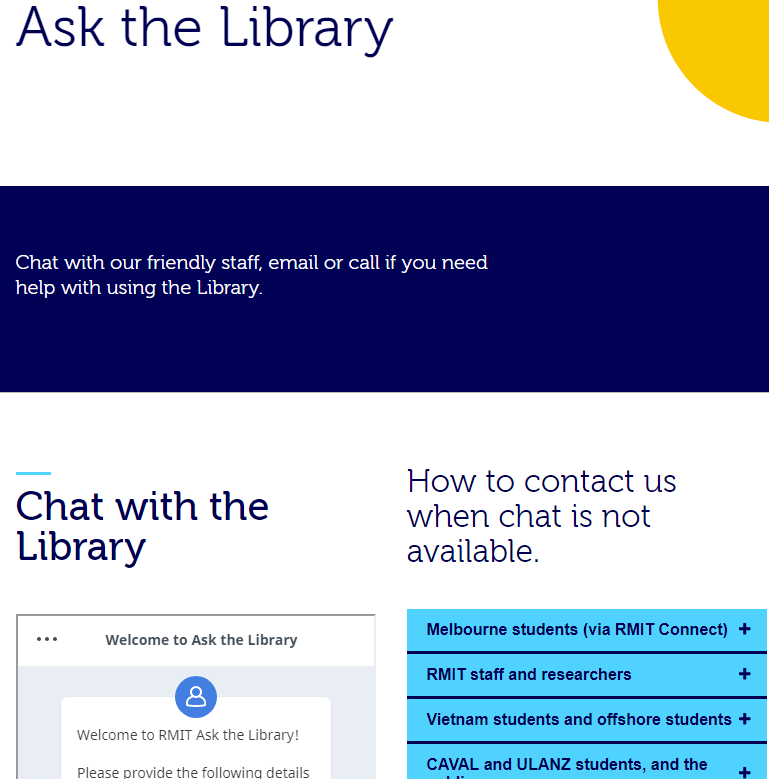 Ask the Library
Chat with our friendly staff, email or call if you need
help with using the Library.
Chat with the
Library
Welcome to Ask the Library
Welcome to RMIT Ask the Library!
Please provide the following details
How to contact us
when chat is not
available.
Melbourne students (via RMIT Connect)
RMIT staff and researchers
Vietnam students and offshore students
CAVAL and ULANZ students, and the